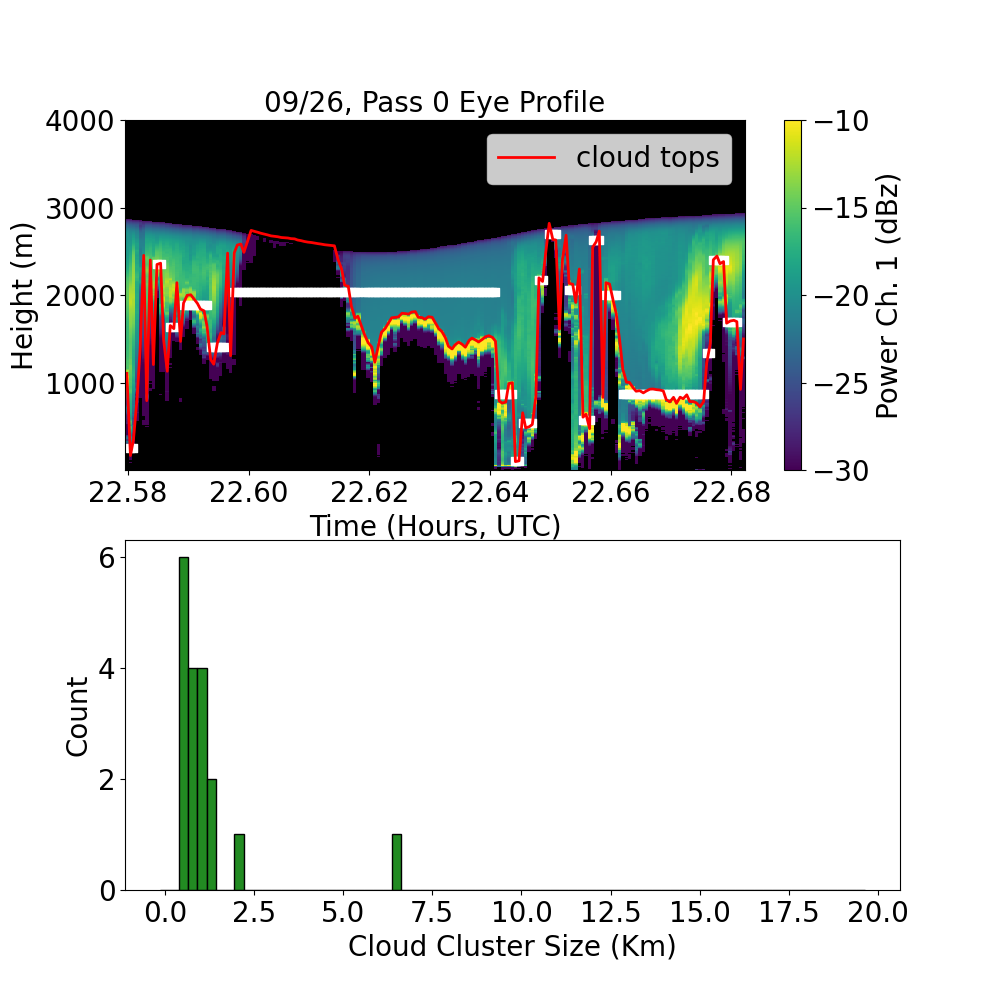 09/26, Pass 0 Eye Profile
4000
3000
2000
1000
Height (m)
cloud tops
22.58 22.60 22.62 22.64 22.66 22.68
Time (Hours, UTC)
−10
−15
−20
−25
−30
Power Ch. 1 (dBz)
6
4
2
0
Count
0.0 2.5 5.0 7.5 10.0 12.5 15.0 17.5 20.0
Cloud Cluster Size (Km)